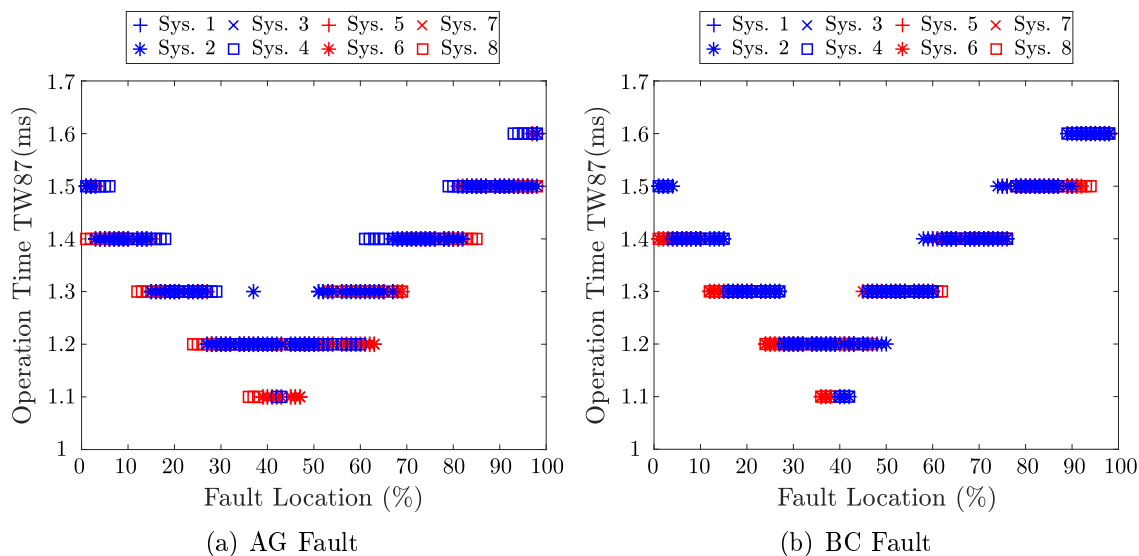 Sys. 1 Sys. 3 Sys. 5 Sys. 7
Sys. 2 Sys. 4 Sys. 6 Sys. 8
1.7
1.6
1.5
1.4
1.3
1.2
1.1
1
Operation Time TW87(ms)
0 10 20 30 40 50 60 70 80 90 100
Fault Location (%)
(a) AG Fault
Sys. 1 Sys. 3 Sys. 5 Sys. 7
Sys. 2 Sys. 4 Sys. 6 Sys. 8
1.7
1.6
1.5
1.4
1.3
1.2
1.1
1
Operation Time TW87(ms)
0 10 20 30 40 50 60 70 80 90 100
Fault Location (%)
(b) BC Fault